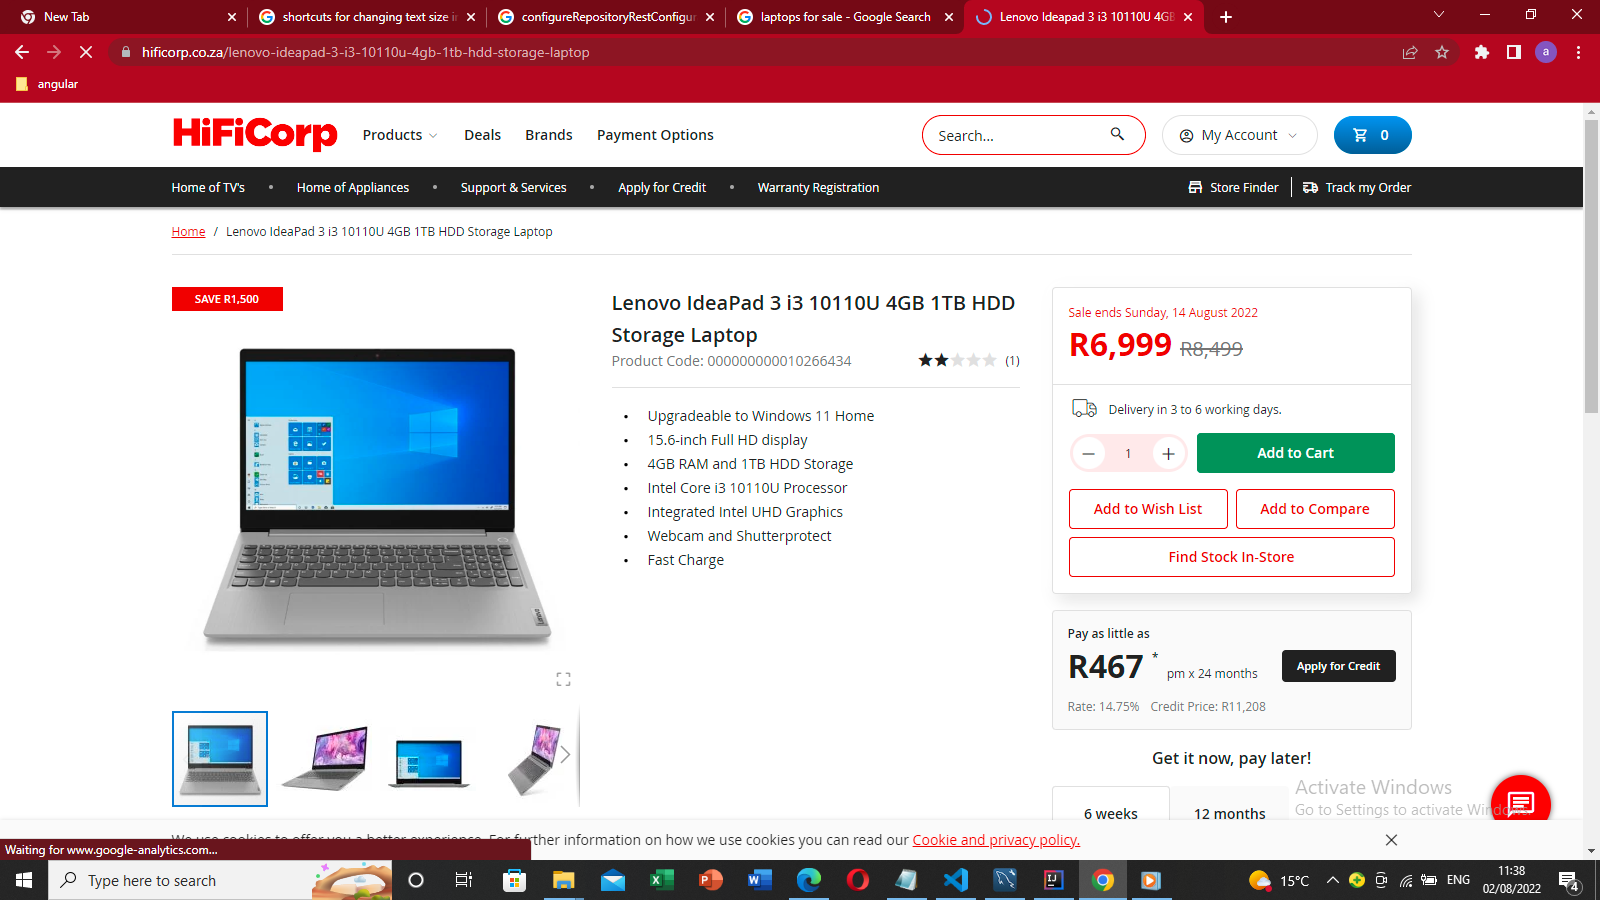 New Tab
shortcuts for changing text size i
configureRepositoryRestConfigur
laptops for sale - Google Search
Lenovo Ideapad 3 i3 10110U 4GB
hificorp.co.za/lenovo-ideapad-3-i3-10110u-4gb-1tb-hdd-storage-laptop
a
angular
HiFiCorp
Products
Deals
Brands
Payment Options
Search...
My Account
0
Home of TV's
Home of Appliances
Support & Services
Apply for Credit
Warranty Registration
Store Finder
Track my Order
Home / Lenovo IdeaPad 3 i3 10110U 4GB 1TB HDD Storage Laptop
SAVE R1,500
Lenovo IdeaPad 3 i3 10110U 4GB 1TB HDD
Storage Laptop
Product Code: 000000000010266434
(1)
• Upgradeable to Windows 11 Home
• 15.6-inch Full HD display
• 4GB RAM and 1TB HDD Storage
• Intel Core i3 10110U Processor
• Integrated Intel UHD Graphics
• Webcam and Shutterprotect
• Fast Charge
Sale ends Sunday, 14 August 2022
R6,999 R8,499
Delivery in 3 to 6 working days.
1
Add to Cart
Add to Wish List
Add to Compare
Find Stock In-Store
Pay as little as
R467 * pm x 24 months
Apply for Credit
Rate: 14.75% Credit Price: R11,208
Get it now, pay later!
6 weeks
12 months
Activate Windows
Go to Settings to activate Windows.
We use cookies to offer you a better experience. For further information on how we use cookies you can read our Cookie and privacy policy.
Waiting for www.google-analytics.com...
Type here to search
15°C
ENG
11:38
02/08/2022
4